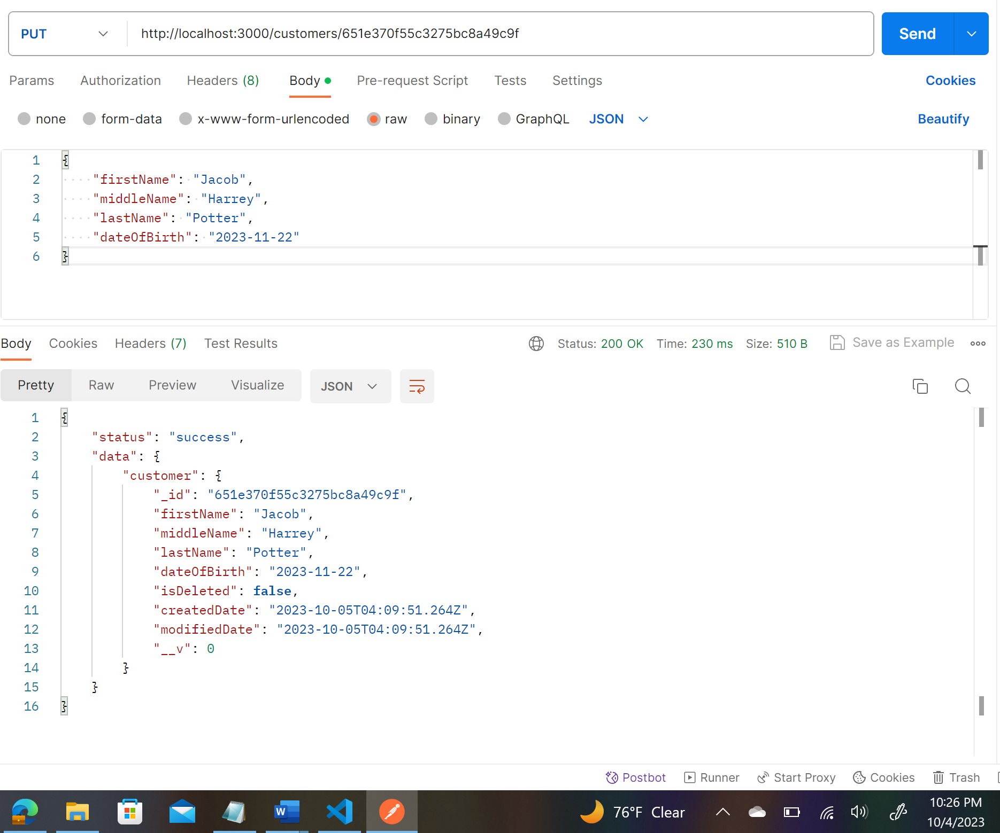 PUT http://localhost:3000/customers/651e370f55c3275bc8a49c9f Send
Params Authorization Headers (8) Body Pre-request Script Tests Settings Cookies
none form-data x-www-form-urlencoded raw binary GraphQL JSON Beautify
1 {
2 "firstName": "Jacob",
3 "middleName": "Harrey",
4 "lastName": "Potter",
5 "dateOfBirth": "2023-11-22"
6 }
Body Cookies Headers (7) Test Results Status: 200 OK Time: 230 ms Size: 510 B Save as Example
Pretty Raw Preview Visualize JSON
1 {
2 "status": "success",
3 "data": {
4 "customer": {
5 "_id": "651e370f55c3275bc8a49c9f",
6 "firstName": "Jacob",
7 "middleName": "Harrey",
8 "lastName": "Potter",
9 "dateOfBirth": "2023-11-22",
10 "isDeleted": false,
11 "createdDate": "2023-10-05T04:09:51.264Z",
12 "modifiedDate": "2023-10-05T04:09:51.264Z",
13 "__v": 0
14 }
15 }
16 }
Postbot Runner Start Proxy Cookies Trash
W 76°F Clear 10:26 PM
10/4/2023